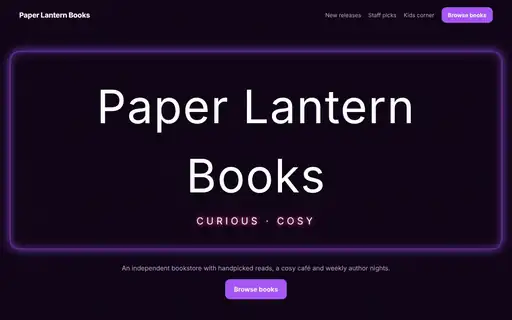 Paper Lantern Books
New releases Staff picks Kids corner Browse books
Paper Lantern
Books
CURIOUS · COSY
An independent bookstore with handpicked reads, a cosy café and weekly author nights.
Browse books